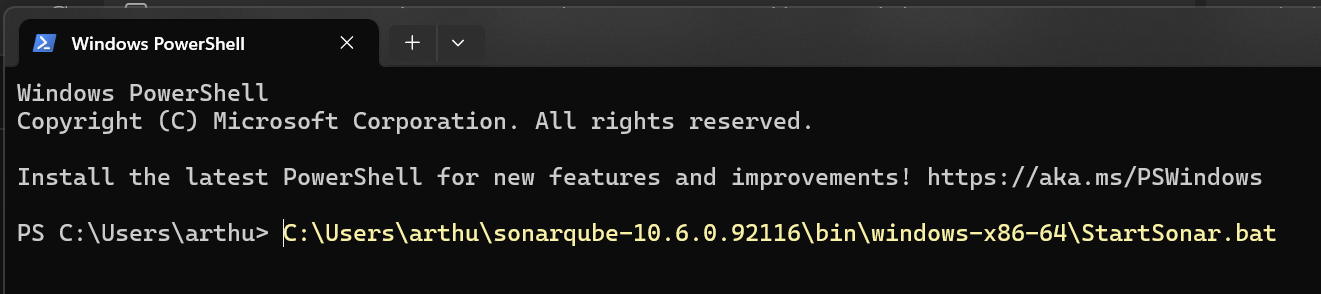 Windows PowerShell
Windows PowerShell
Copyright (C) Microsoft Corporation. All rights reserved.
Install the latest PowerShell for new features and improvements! https://aka.ms/PSWindows
PS C:\Users\arthu> C:\Users\arthu\sonarqube-10.6.0.92116\bin\windows-x86-64\StartSonar.bat